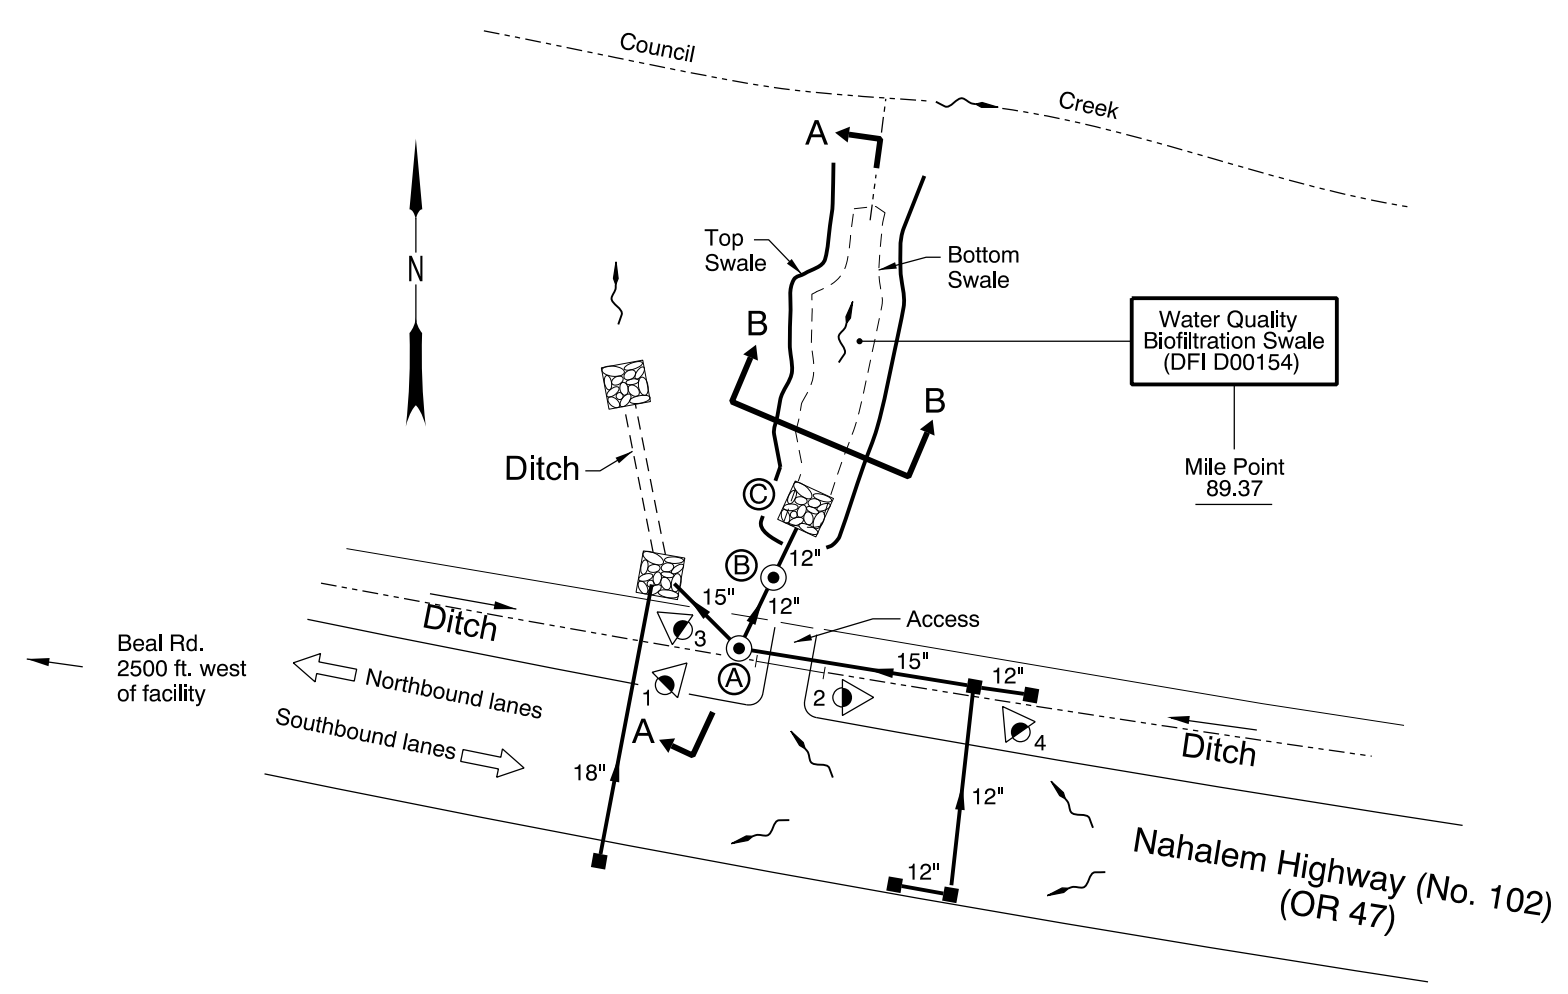 Council
Creek
A
N
Top
Swale
Bottom
Swale
B
B
Water Quality
Biofiltration Swale
(DFI D00154)
Mile Point
89.37
Ditch
C
B
12"
15"
12"
Access
Ditch
3
A
15"
12"
Beal Rd.
2500 ft. west
of facility
Northbound lanes
1
2
4
Southbound lanes
A
Ditch
18"
12"
12"
Nahalem Highway (No. 102)
(OR 47)